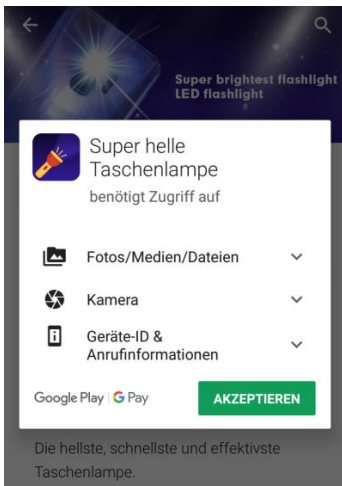 Super brightest flashlight
LED flashlight
Super helle
Taschenlampe
benötigt Zugriff auf
Fotos/Medien/Dateien
Kamera
Geräte-ID &
Anrufinformationen
Google Play | G Pay
AKZEPTIEREN
Die hellste, schnellste und effektivste
Taschenlampe.